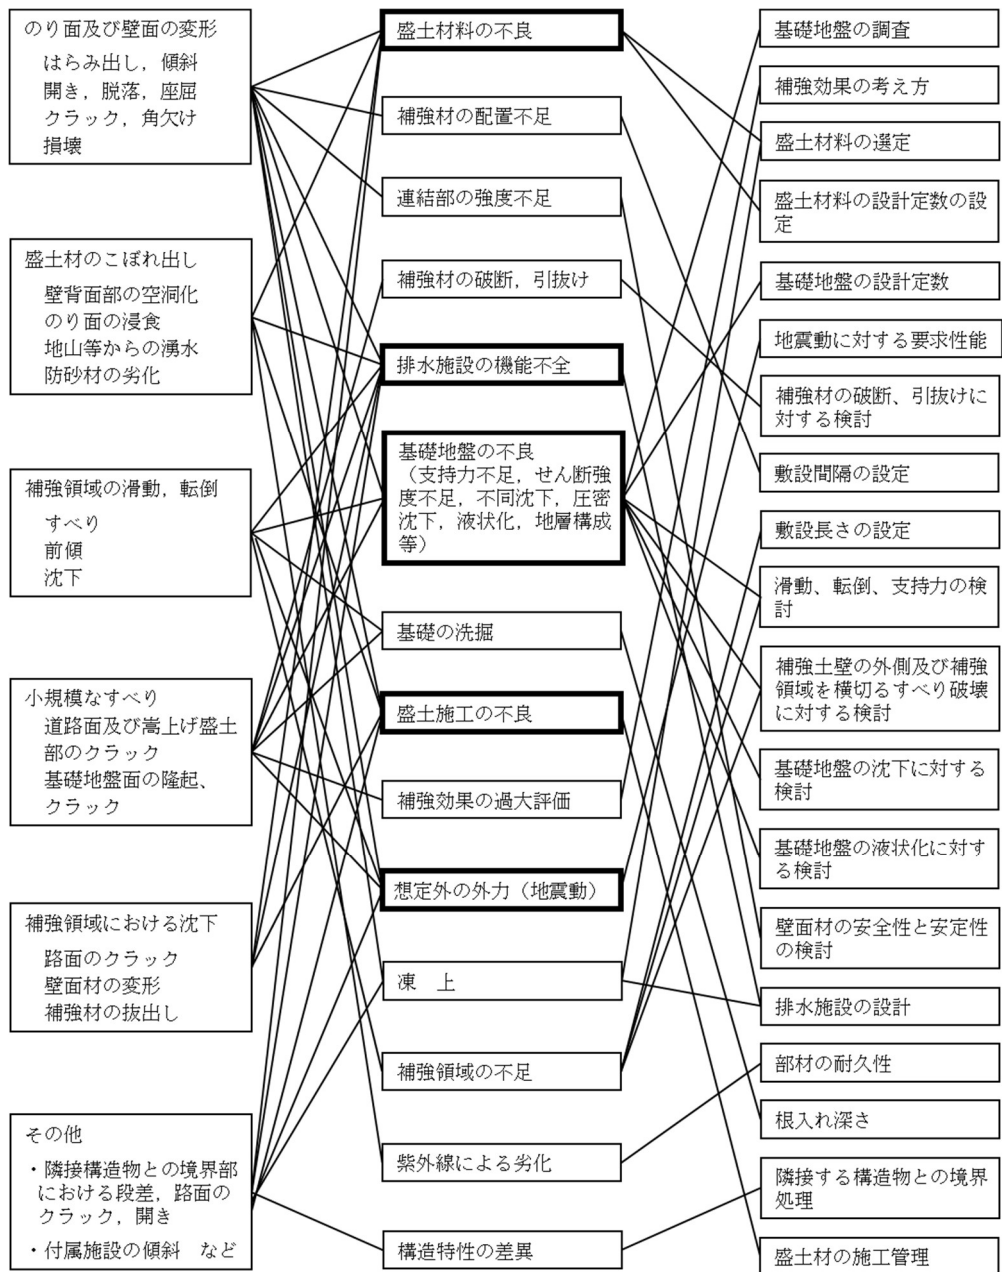 のり面及び壁面の変形
はらみ出し，傾斜
開き，脱落，座屈
クラック，角欠け
損壊
盛土材のこぼれ出し
壁背面部の空洞化
のり面の浸食
地山等からの湧水
防砂材の劣化
補強領域の滑動，転倒
すべり
前傾
沈下
小規模なすべり
道路面及び嵩上げ盛土
部のクラック
基礎地盤面の隆起、
クラック
補強領域における沈下
路面のクラック
壁面材の変形
補強材の抜出し
その他
・隣接構造物との境界部
における段差，路面の
クラック，開き
・付属施設の傾斜　など
盛土材料の不良
補強材の配置不足
連結部の強度不足
補強材の破断，引抜け
排水施設の機能不全
基礎地盤の不良
（支持力不足，せん断強
度不足，不同沈下，圧密
沈下，液状化，地層構成
等）
基礎の洗掘
盛土施工の不良
補強効果の過大評価
想定外の外力（地震動）
凍　上
補強領域の不足
紫外線による劣化
構造特性の差異
基礎地盤の調査
補強効果の考え方
盛土材料の選定
盛土材料の設計定数の設
定
基礎地盤の設計定数
地震動に対する要求性能
補強材の破断、引抜けに
対する検討
敷設間隔の設定
敷設長さの設定
滑動、転倒、支持力の検
討
補強土壁の外側及び補強
領域を横切るすべり破壊
に対する検討
基礎地盤の沈下に対する
検討
基礎地盤の液状化に対す
る検討
壁面材の安全性と安定性
の検討
排水施設の設計
部材の耐久性
根入れ深さ
隣接する構造物との境界
処理
盛土材の施工管理